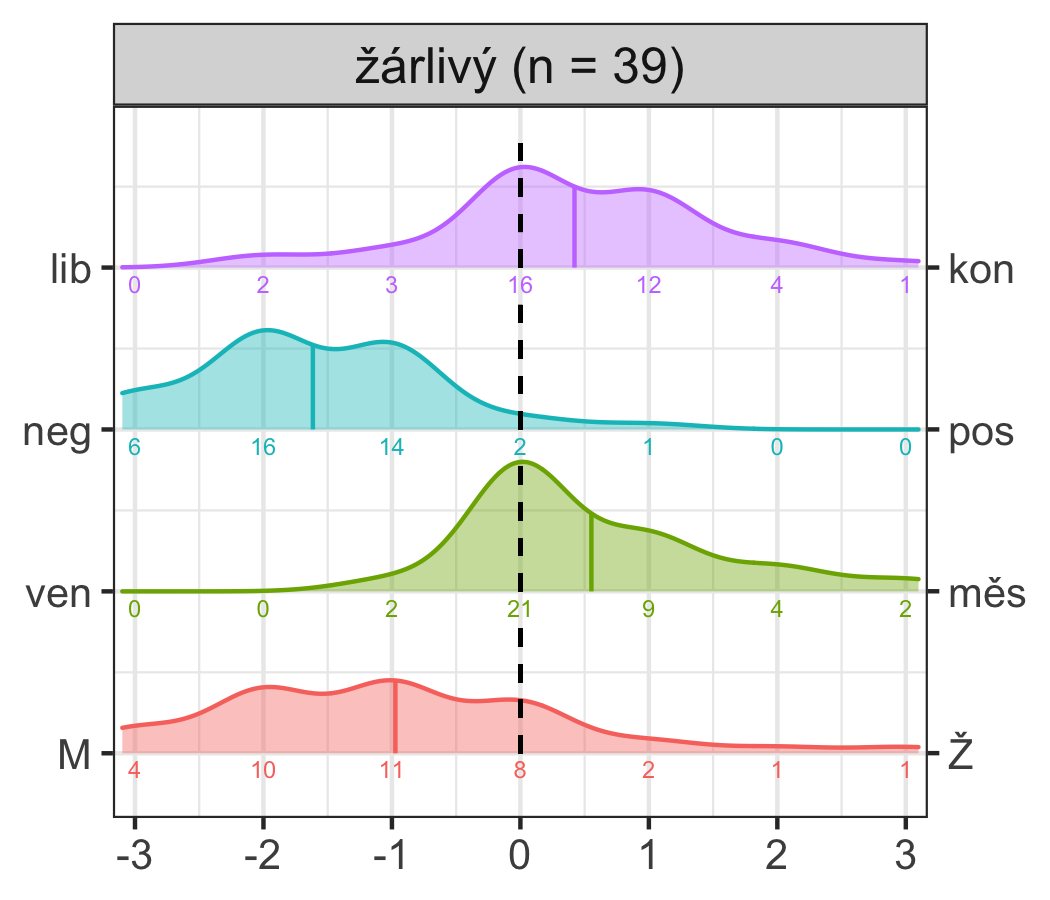 žárlivý (n = 39)
lib kon
0 2 3 16 12 4 1
neg pos
6 16 14 2 1 0 0
ven měs
0 0 2 21 9 4 2
M Ž
4 10 11 8 2 1 1
-3 -2 -1 0 1 2 3